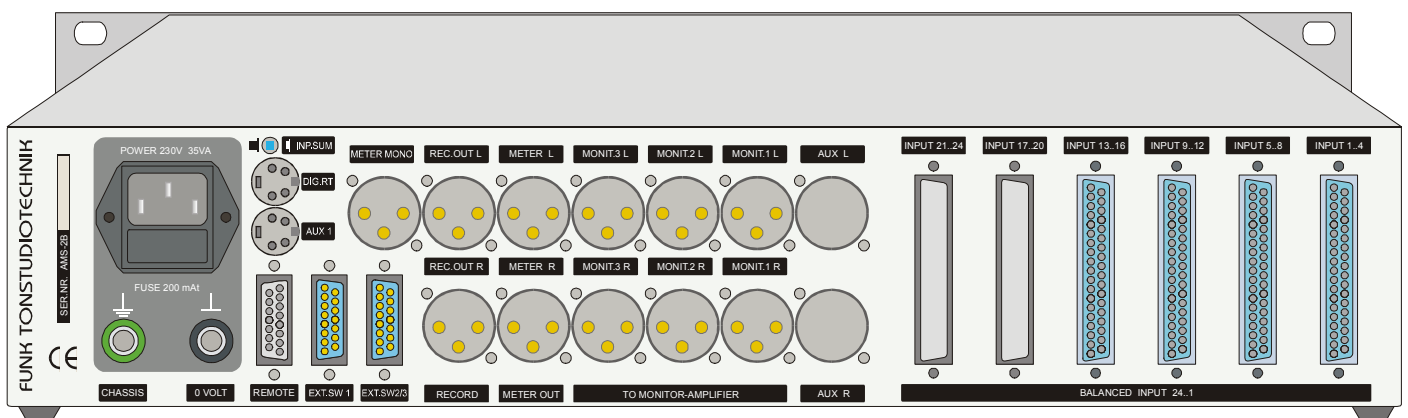 FUNK TONSTUDIOTECHNIK
SER.NR. AMS-2B
CE
POWER 230V 35VA
FUSE 200 mAt
CHASSIS
0 VOLT
INP.SUM
DIG.RT
AUX 1
REMOTE
EXT.SW 1
EXT.SW2/3
METER MONO
REC.OUT L
METER L
MONIT.3 L
MONIT.2 L
MONIT.1 L
AUX L
REC.OUT R
METER R
MONIT.3 R
MONIT.2 R
MONIT.1 R
RECORD
METER OUT
TO MONITOR-AMPLIFIER
AUX R
INPUT 21..24
INPUT 17..20
INPUT 13..16
INPUT 9..12
INPUT 5..8
INPUT 1..4
BALANCED INPUT 24..1